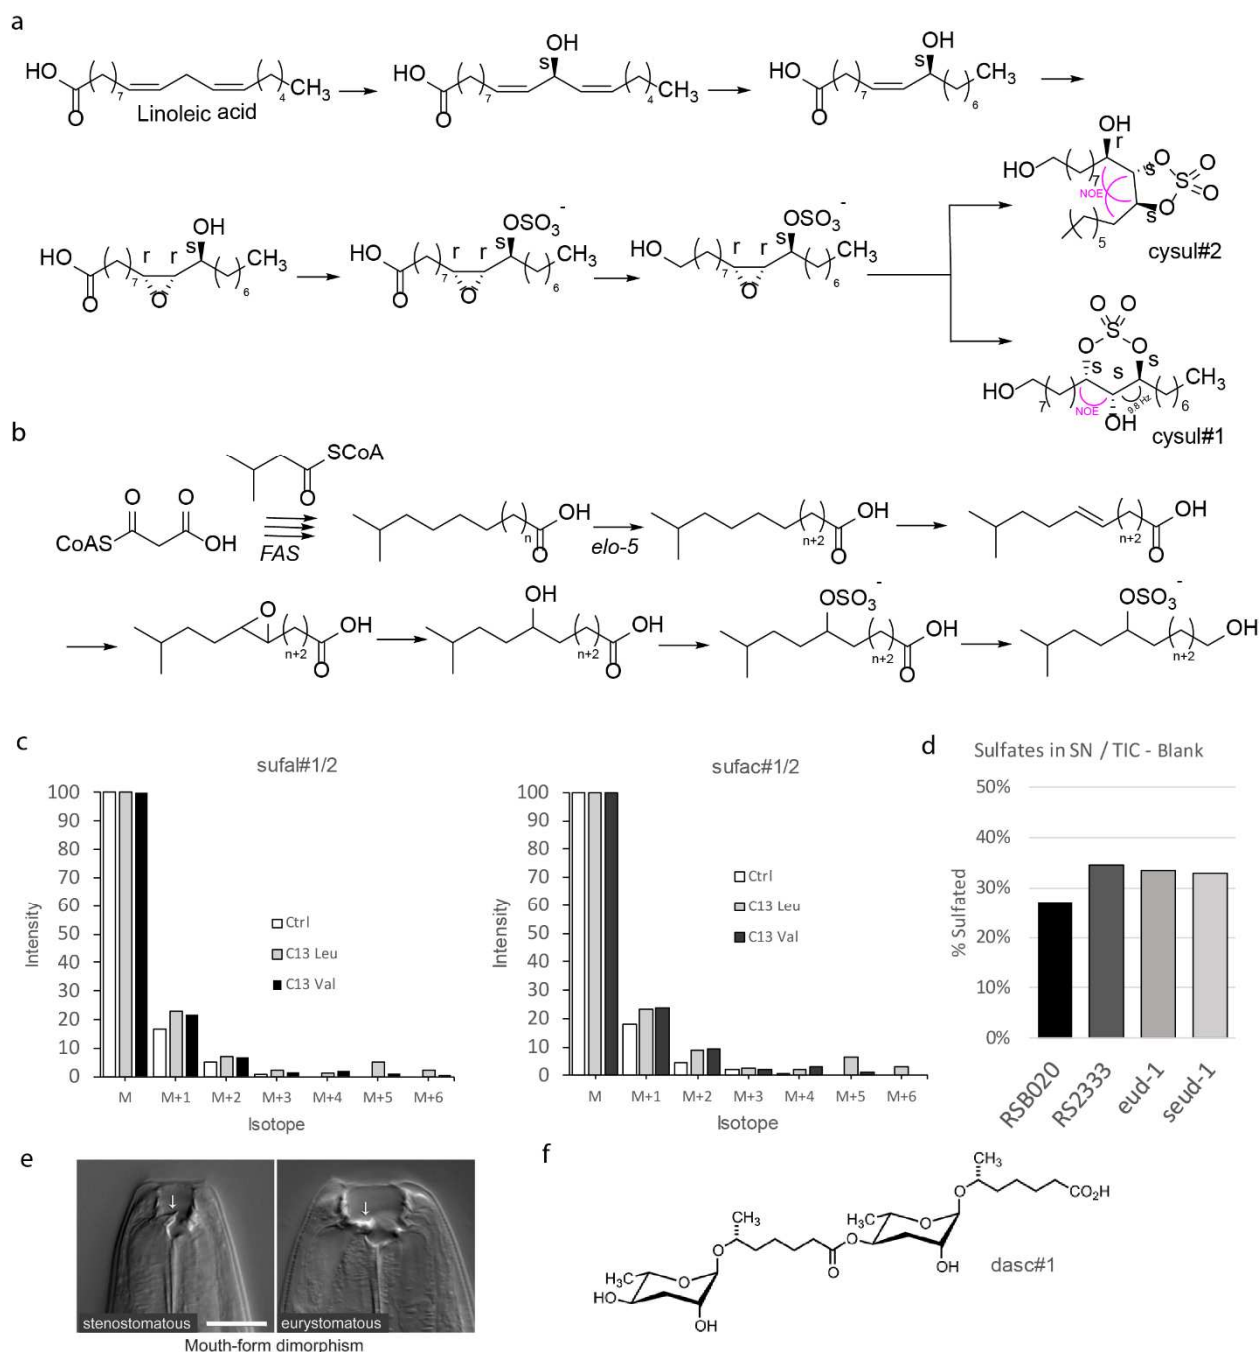 a
OH
OH
HO
O
7
4
CH3
Linoleic acid
HO
O
7
S
4
CH3
HO
O
7
S
6
CH3
OH
r
HO
7
S
O
S
O
O
O
NOE
S
5
cysul#2
OH
HO
O
7
r
r
S
O
6
CH3
OSO3-
HO
O
7
r
r
S
O
6
CH3
OSO3-
HO
7
r
r
S
O
6
CH3
O
O
S
O
O
HO
7
S
S
S
NOE
9.8 Hz
OH
6
CH3
cysul#1
b
SCoA
O
O
O
CoAS
OH
FAS
n
OH
O
elo-5
n+2
OH
O
n+2
OH
O
O
n+2
OH
O
OH
n+2
OH
O
OSO3-
n+2
OH
O
OSO3-
n+2
OH
c
sufal#1/2
Intensity
100
90
80
70
60
50
40
30
20
10
0
Ctrl
C13 Leu
C13 Val
M M+1 M+2 M+3 M+4 M+5 M+6
Isotope
sufac#1/2
Intensity
100
90
80
70
60
50
40
30
20
10
0
Ctrl
C13 Leu
C13 Val
M M+1 M+2 M+3 M+4 M+5 M+6
Isotope
d
Sulfates in SN / TIC - Blank
% Sulfated
50%
40%
30%
20%
10%
0%
RSB020 RS2333 eud-1 seud-1
e
stenostomatous
eurystomatous
Mouth-form dimorphism
f
CH3
O
CO2H
H3C
O
CH3
O
O
O
OH
H3C
O
HO
OH
dasc#1